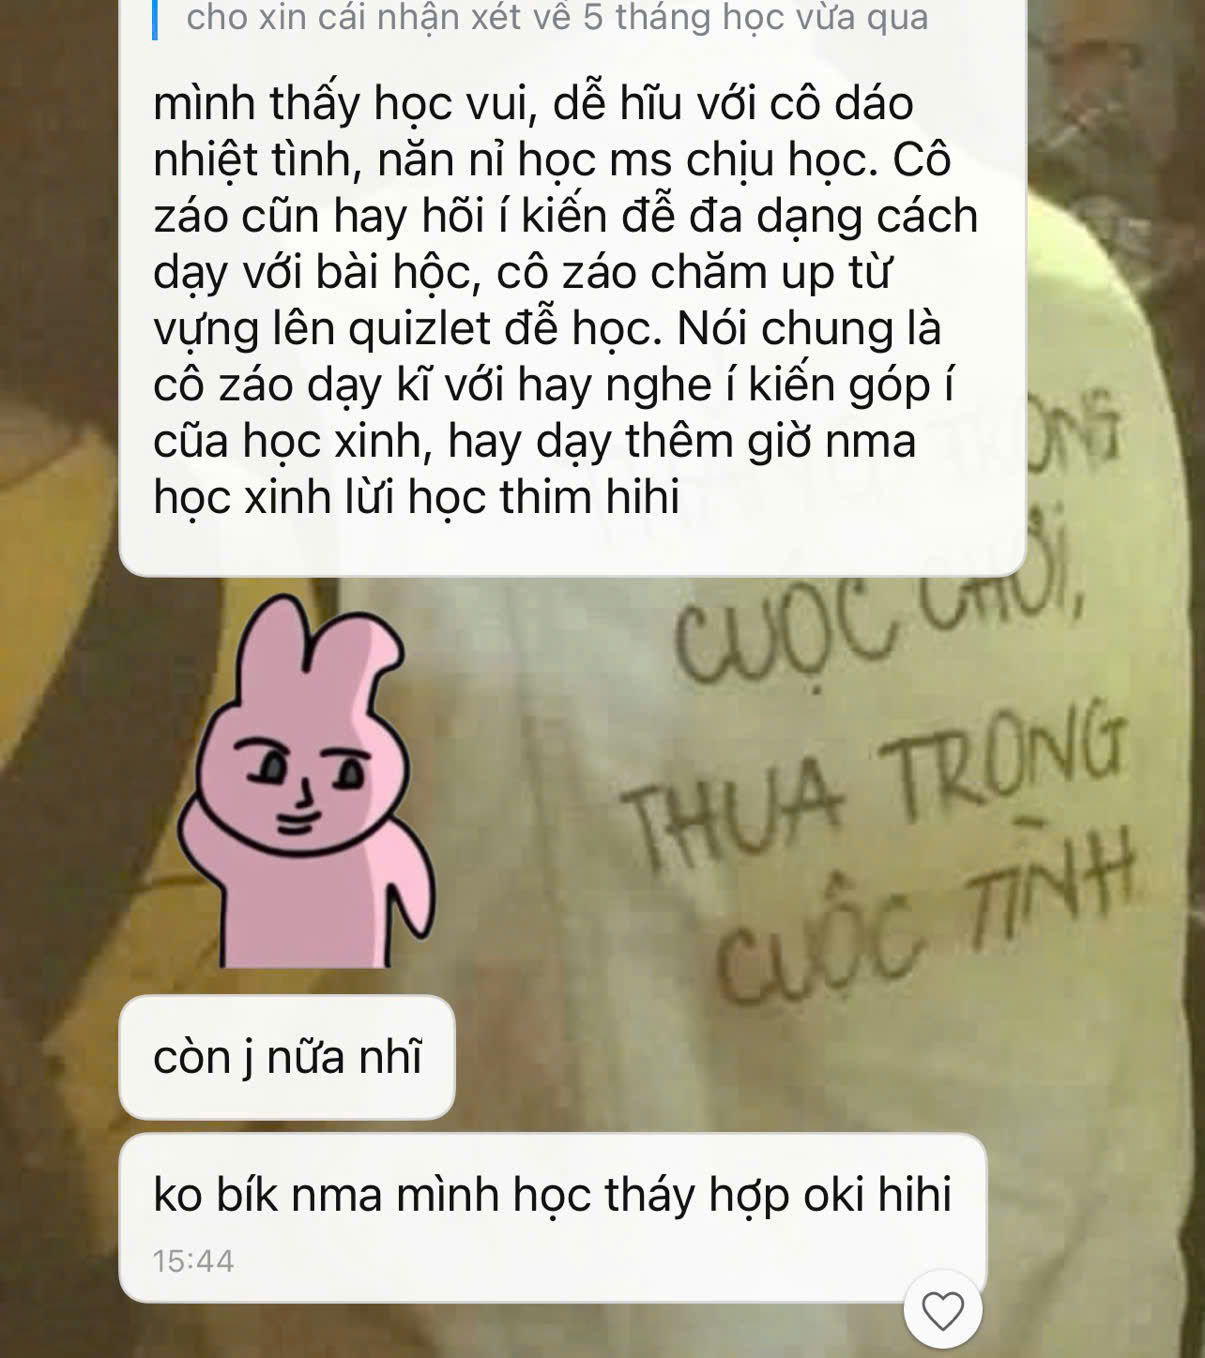 cho xin cái nhận xét về 5 tháng học vừa qua
mình thấy học vui, dễ hĩu với cô dáo
nhiệt tình, năn nỉ học ms chịu học. Cô
záo cũn hay hõi í kiến đễ đa dạng cách
dạy với bài hộc, cô záo chăm up từ
vựng lên quizlet đễ học. Nói chung là
cô záo dạy kĩ với hay nghe í kiến góp í
cũa học xinh, hay dạy thêm giờ nma
học xinh lừi học thim hihi
CUỘC CHƠI,
THUA TRONG
CUỘC TÌNH
còn j nữa nhĩ
ko bík nma mình học tháy hợp oki hihi
15:44